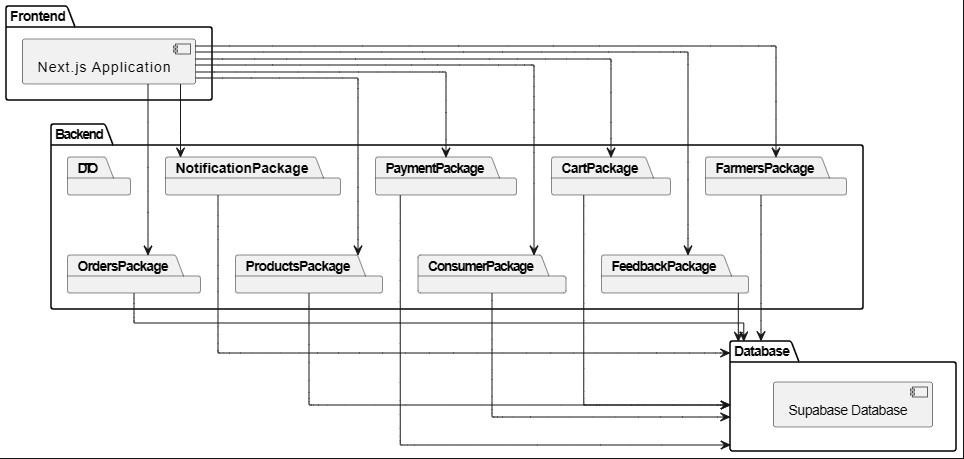 Frontend
Next.js Application
Backend
DTO
NotificationPackage
PaymentPackage
CartPackage
FarmersPackage
OrdersPackage
ProductsPackage
ConsumerPackage
FeedbackPackage
Database
Supabase Database